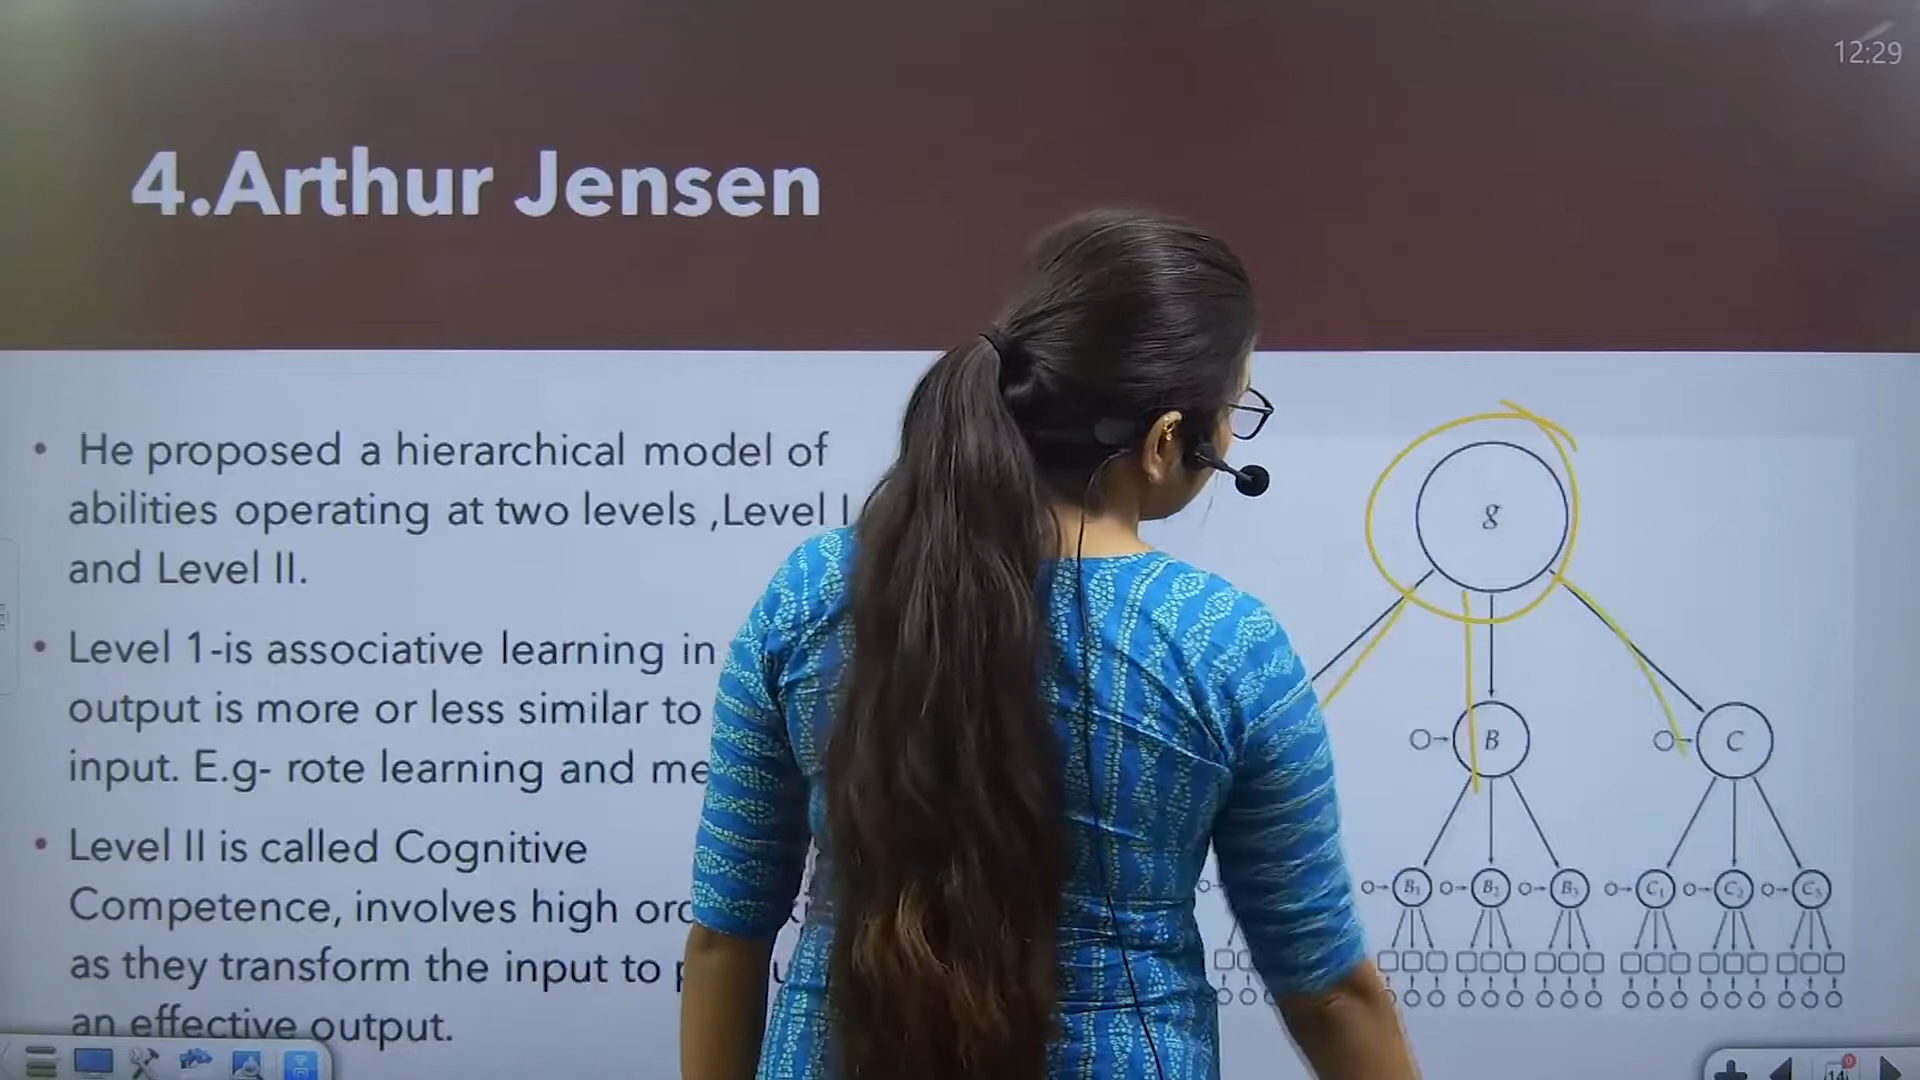 12:29
4.Arthur Jensen
• He proposed a hierarchical model of
abilities operating at two levels ,Level I
and Level II.
• Level 1-is associative learning in
output is more or less similar to
input. E.g- rote learning and
• Level II is called Cognitive
Competence, involves high
as they transform the input to
an effective output.
g
B
C
B₁ B₂ B₃ C₁ C₂ C₃
14